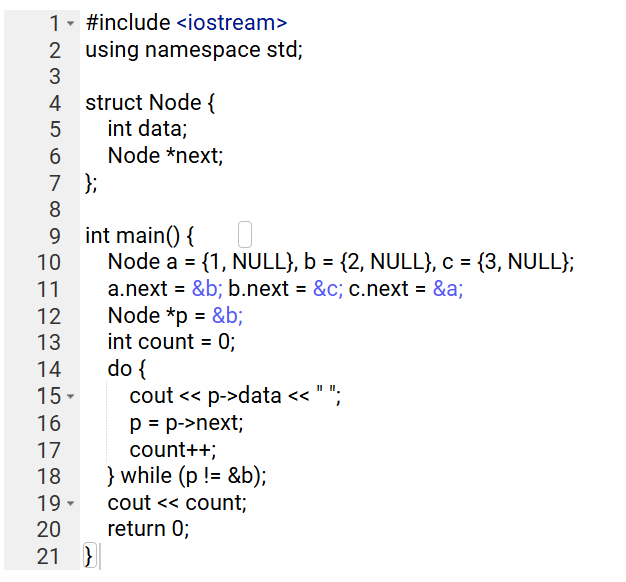 1 #include <iostream>
2 using namespace std;
3
4 struct Node {
5 int data;
6 Node *next;
7 };
8
9 int main() {
10 Node a = {1, NULL}, b = {2, NULL}, c = {3, NULL};
11 a.next = &b; b.next = &c; c.next = &a;
12 Node *p = &b;
13 int count = 0;
14 do {
15 cout << p->data << " ";
16 p = p->next;
17 count++;
18 } while (p != &b);
19 cout << count;
20 return 0;
21 }